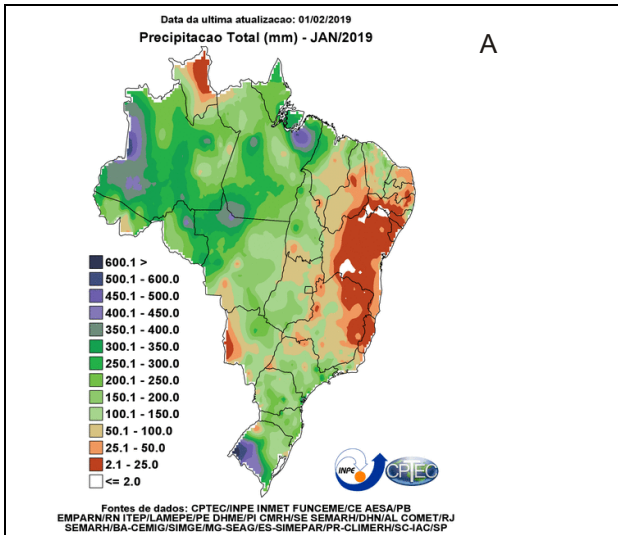 Data da ultima atualizacao: 01/02/2019
Precipitacao Total (mm) - JAN/2019
A
600.1 >
500.1 - 600.0
450.1 - 500.0
400.1 - 450.0
350.1 - 400.0
300.1 - 350.0
250.1 - 300.0
200.1 - 250.0
150.1 - 200.0
100.1 - 150.0
50.1 - 100.0
25.1 - 50.0
2.1 - 25.0
<= 2.0
INPE
CPTEC
Fontes de dados: CPTEC/INPE INMET FUNCEME/CE AESA/PB
EMPARN/RN ITEP/LAMEPE/PE DHME/PI CMRH/SE SEMARH/DHN/AL COMET/RJ
SEMARH/BA-CEMIG/SIMGE/MG-SEAG/ES-SIMEPAR/PR-CLIMERH/SC-IAC/SP